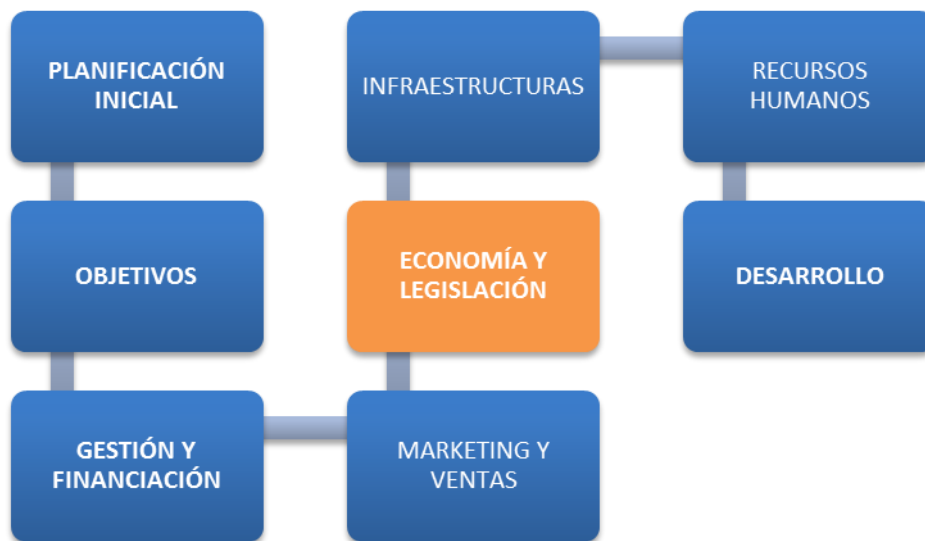 PLANIFICACIÓN
INICIAL
OBJETIVOS
GESTIÓN Y
FINANCIACIÓN
MARKETING Y
VENTAS
ECONOMÍA Y
LEGISLACIÓN
INFRAESTRUCTURAS
RECURSOS
HUMANOS
DESARROLLO